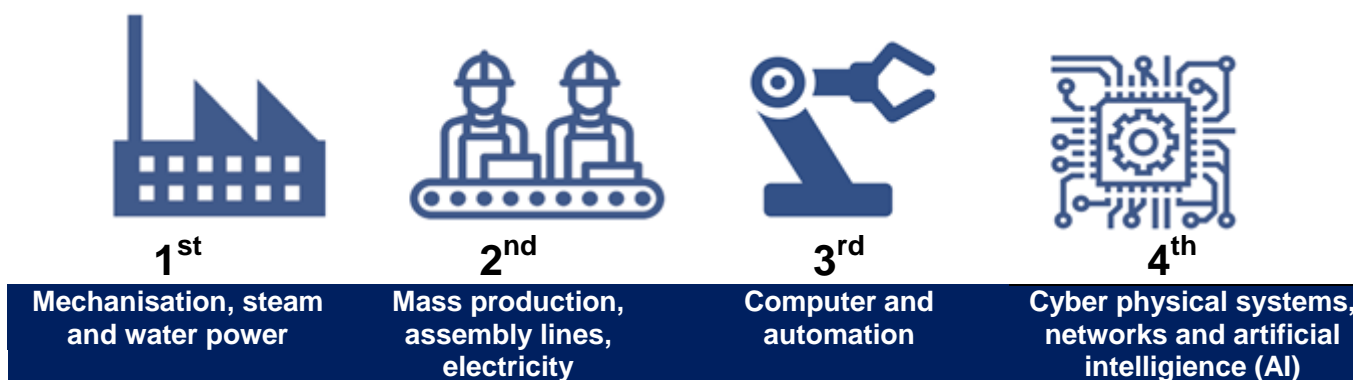 1st
2nd
3rd
4th
Mechanisation, steam
and water power
Mass production,
assembly lines,
electricity
Computer and
automation
Cyber physical systems,
networks and artificial
intelligience (AI)